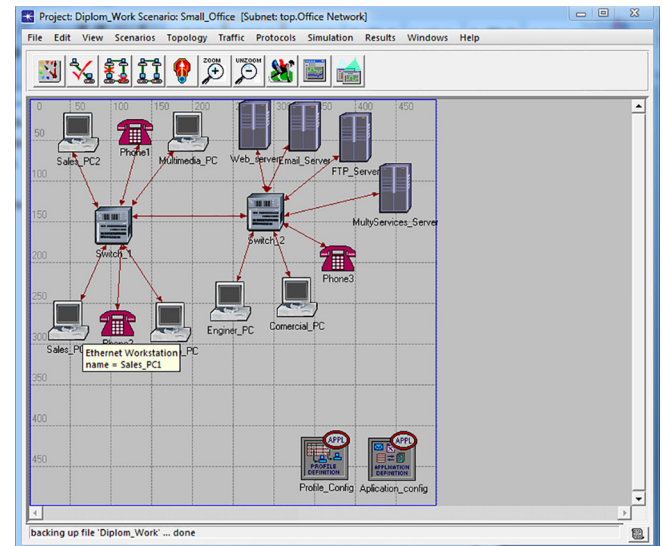 Project: Diplom_Work Scenario: Small_Office [Subnet: top.Office Network]
File Edit View Scenarios Topology Traffic Protocols Simulation Results Windows Help
ZOOM UNZOOM
0 50 100 150 200 300 350 400 450
50
Sales_PC2 Phone1 Multimedia_PC Web_server Email_Server FTP_Server
100
150
MultyServices_Server
Switch_1 Switch_2
200
Phone3
250
Enginer_PC Comercial_PC
300
Sales_PC
Ethernet Workstation
name = Sales_PC1
_PC
350
400
APPL APPL
450
PROFILE DEFINITION
APPLICATION DEFINITION
Profile_Config Aplication_config
backing up file 'Diplom_Work' ... done